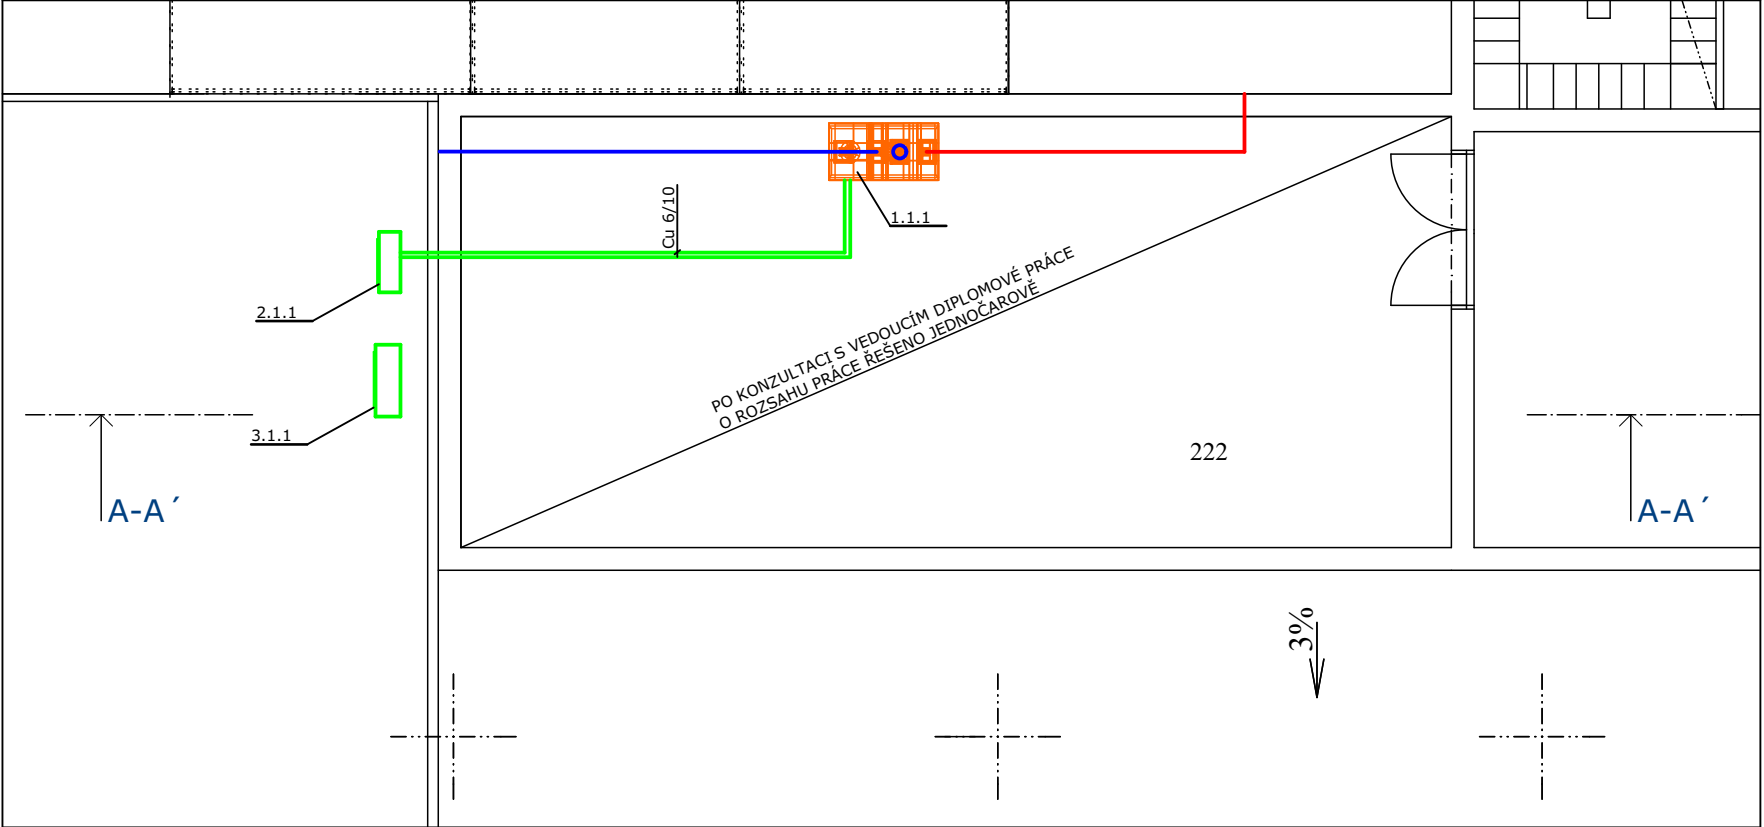 Cu 6/10
1.1.1
2.1.1
PO KONZULTACI S VEDOUCÍM DIPLOMOVÉ PRÁCE
O ROZSAHU PRÁCE ŘEŠENO JEDNOČAROVĚ
3.1.1
222
A-A´
A-A´
3%